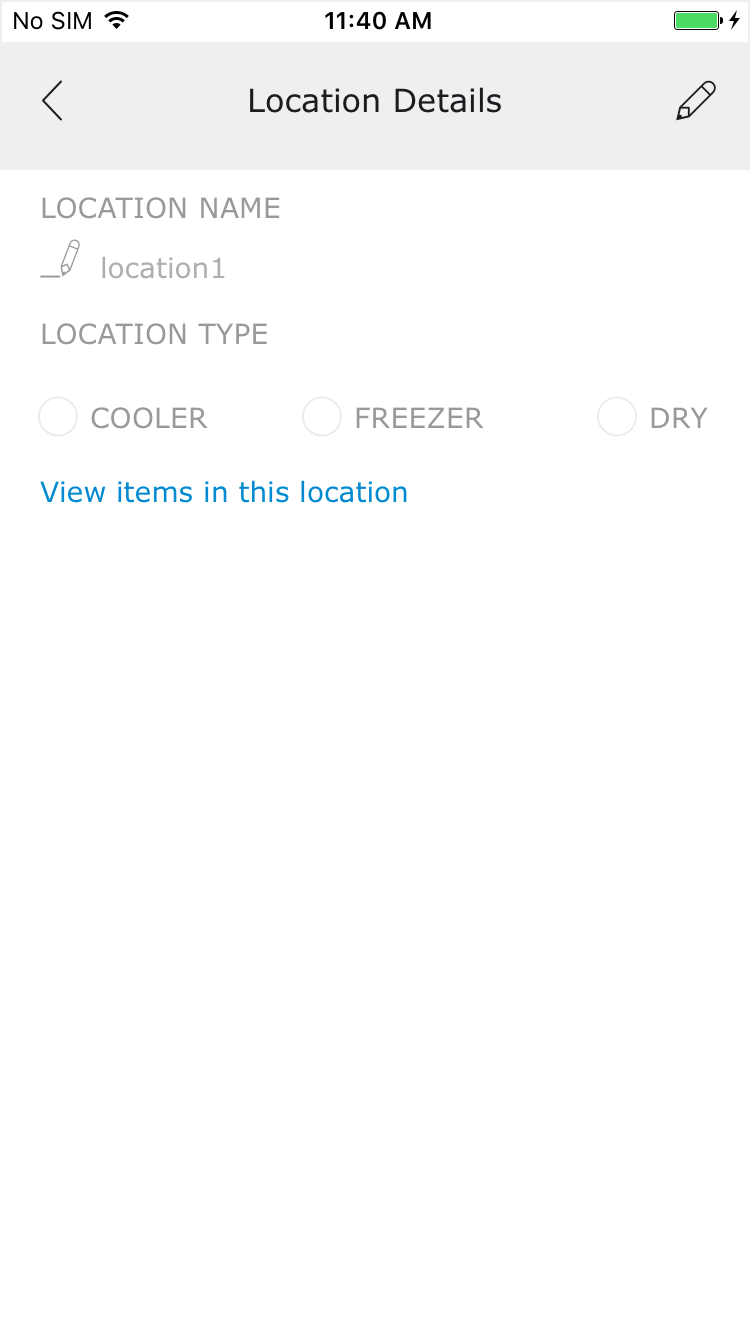 No SIM 11:40 AM
Location Details
LOCATION NAME
location1
LOCATION TYPE
COOLER FREEZER DRY
View items in this location